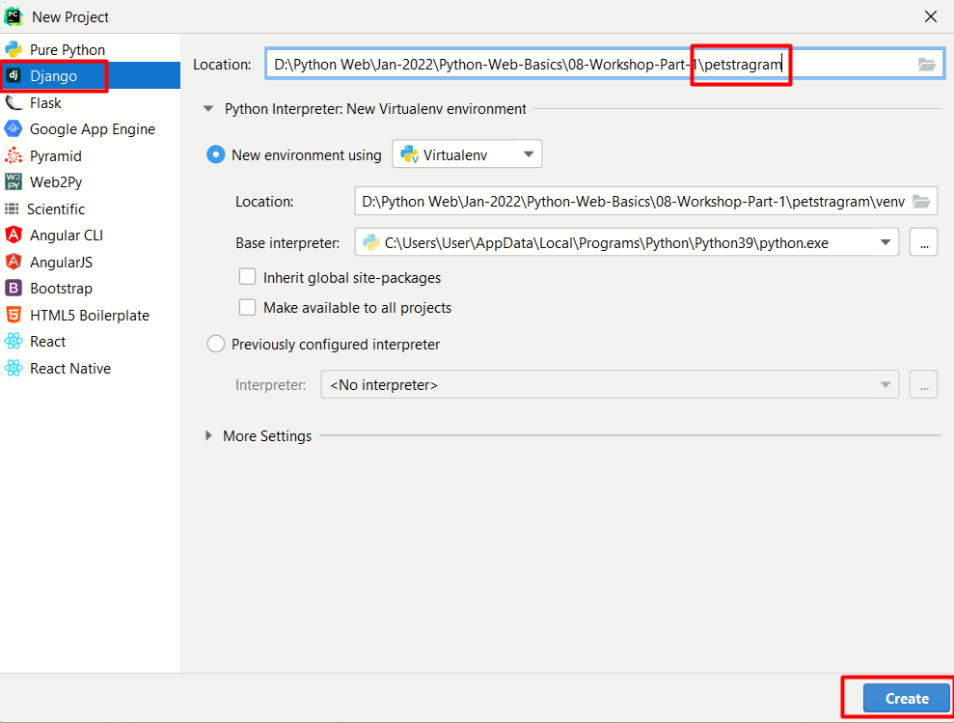 New Project
Pure Python
Django
Flask
Google App Engine
Pyramid
Web2Py
Scientific
Angular CLI
AngularJS
Bootstrap
HTML5 Boilerplate
React
React Native
Location: D:\Python Web\Jan-2022\Python-Web-Basics\08-Workshop-Part-1\petstragram
Python Interpreter: New Virtualenv environment
New environment using Virtualenv
Location: D:\Python Web\Jan-2022\Python-Web-Basics\08-Workshop-Part-1\petstragram\venv
Base interpreter: C:\Users\User\AppData\Local\Programs\Python\Python39\python.exe ...
Inherit global site-packages
Make available to all projects
Previously configured interpreter
Interpreter: <No interpreter> ...
More Settings
Create